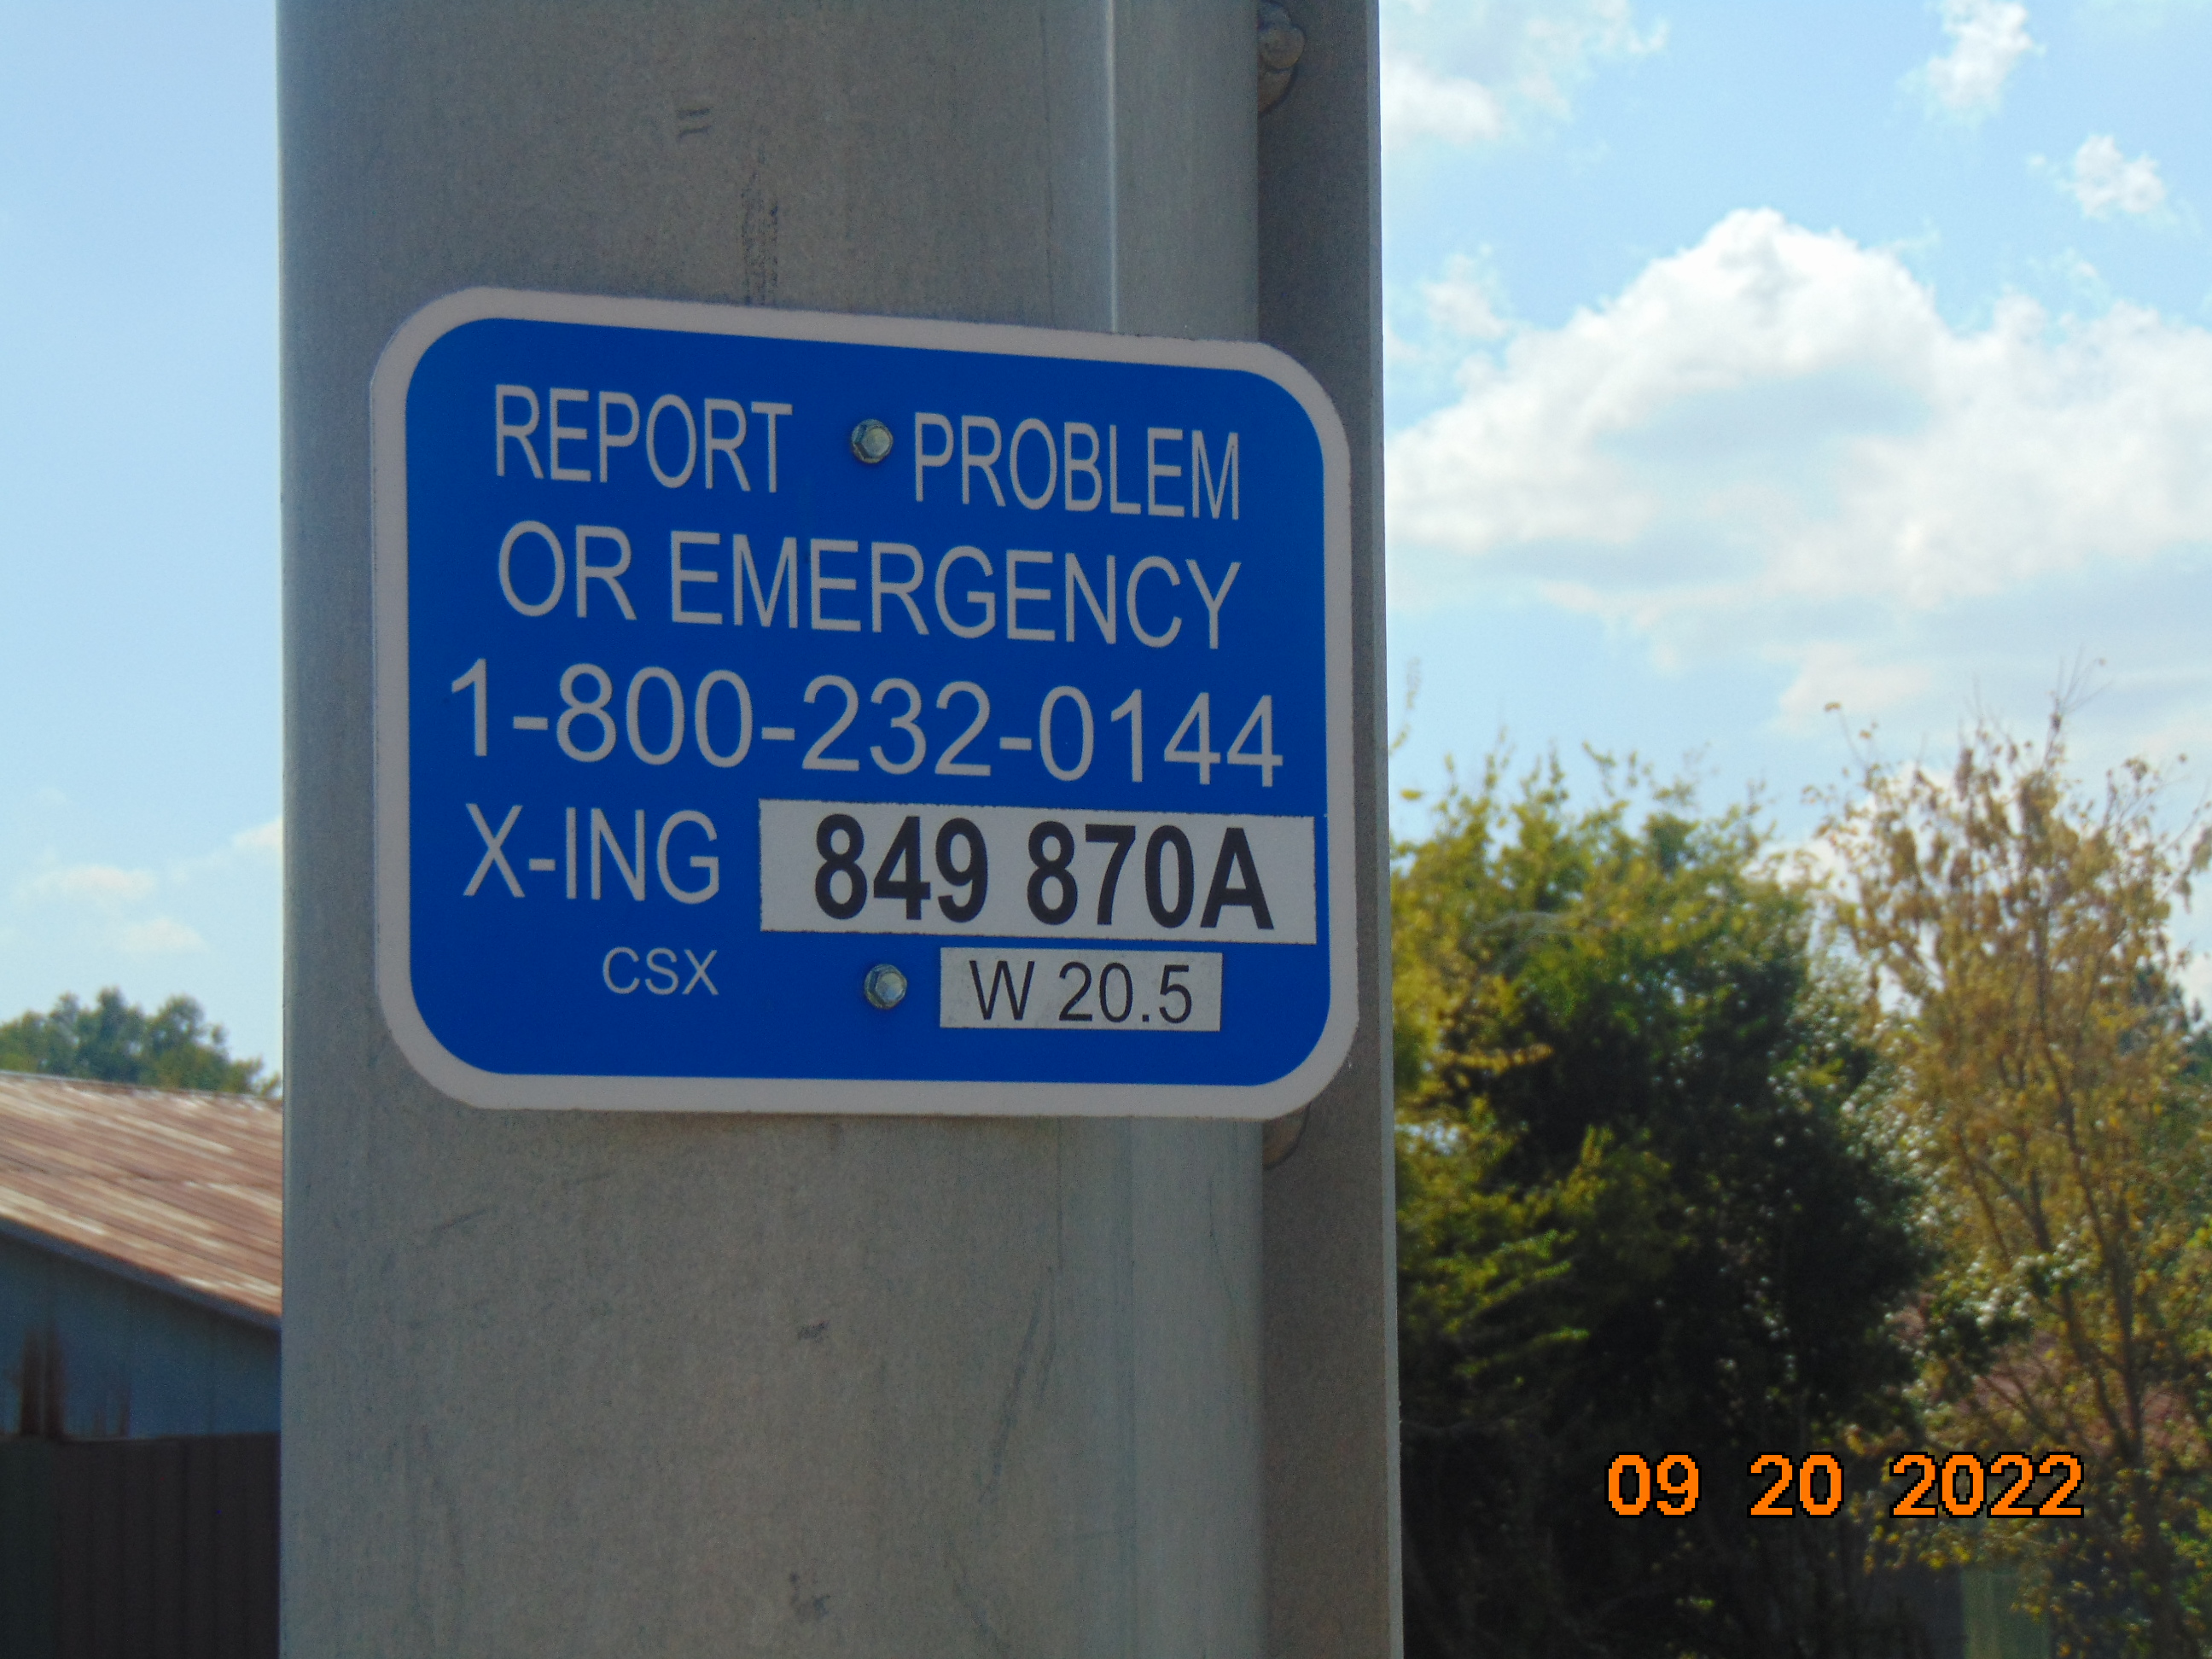 REPORT PROBLEM
OR EMERGENCY
1-800-232-0144
X-ING 849 870A
CSX W 20.5
09 20 2022